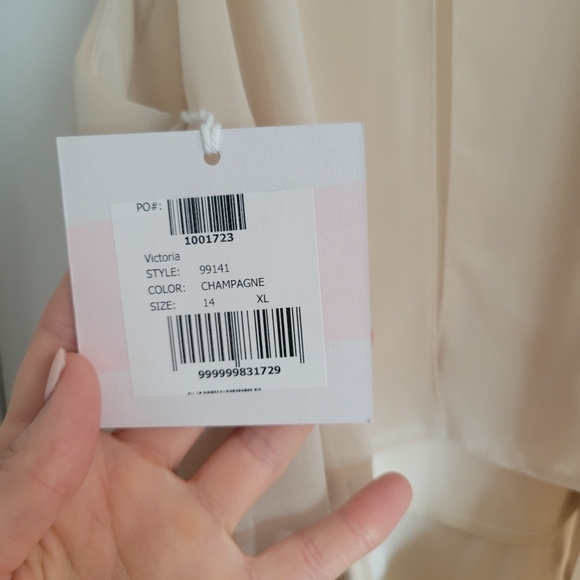 PO#:
1001723
Victoria
STYLE: 99141
COLOR: CHAMPAGNE
SIZE: 14 XL
999999831729